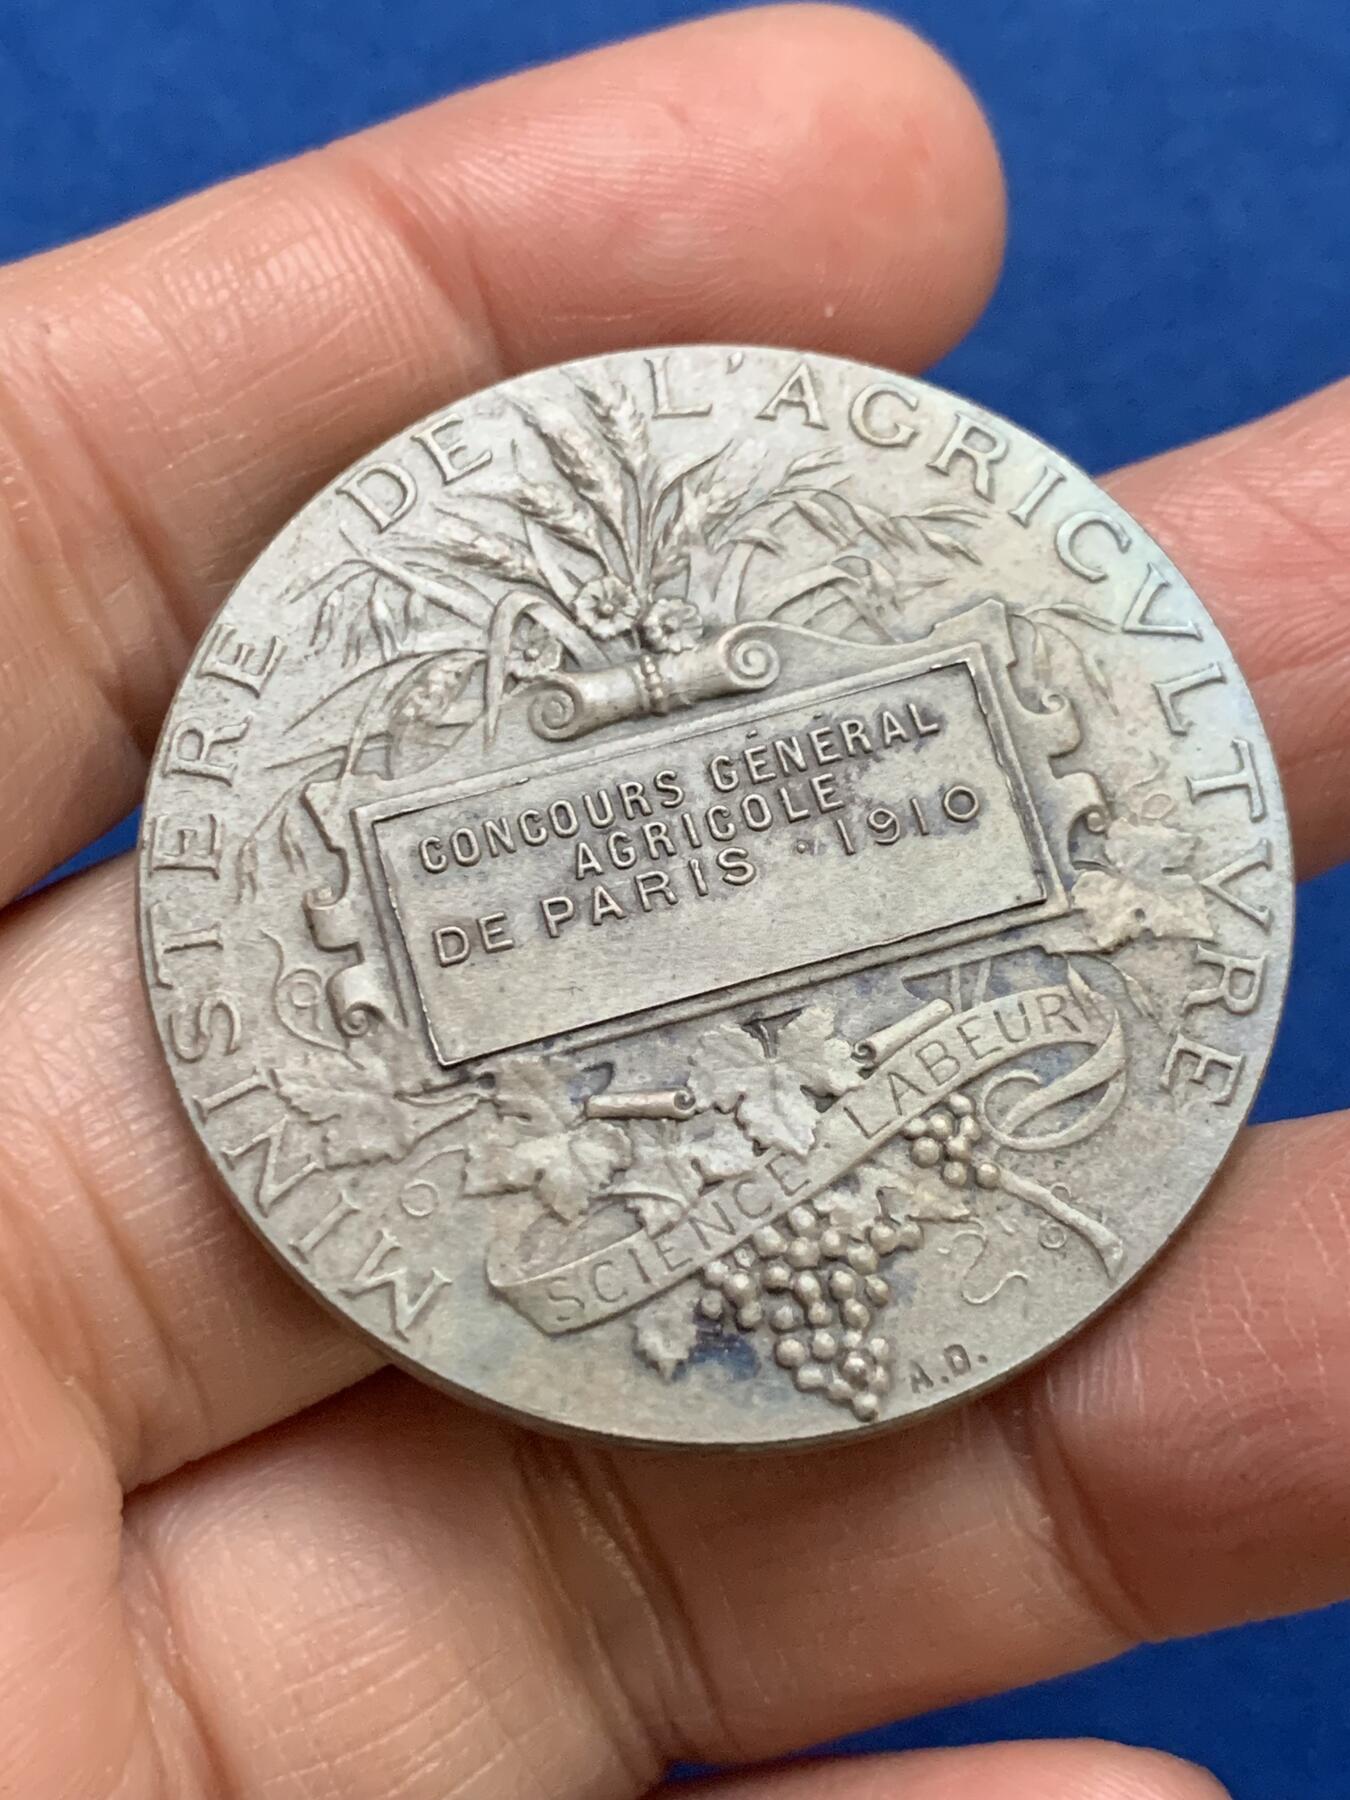 MINISTERE DE L'AGRICVLTVRE
CONCOURS GÉNÉRAL
AGRICOLE
DE PARIS · 1910
SCIENCE LABEUR
A.D.